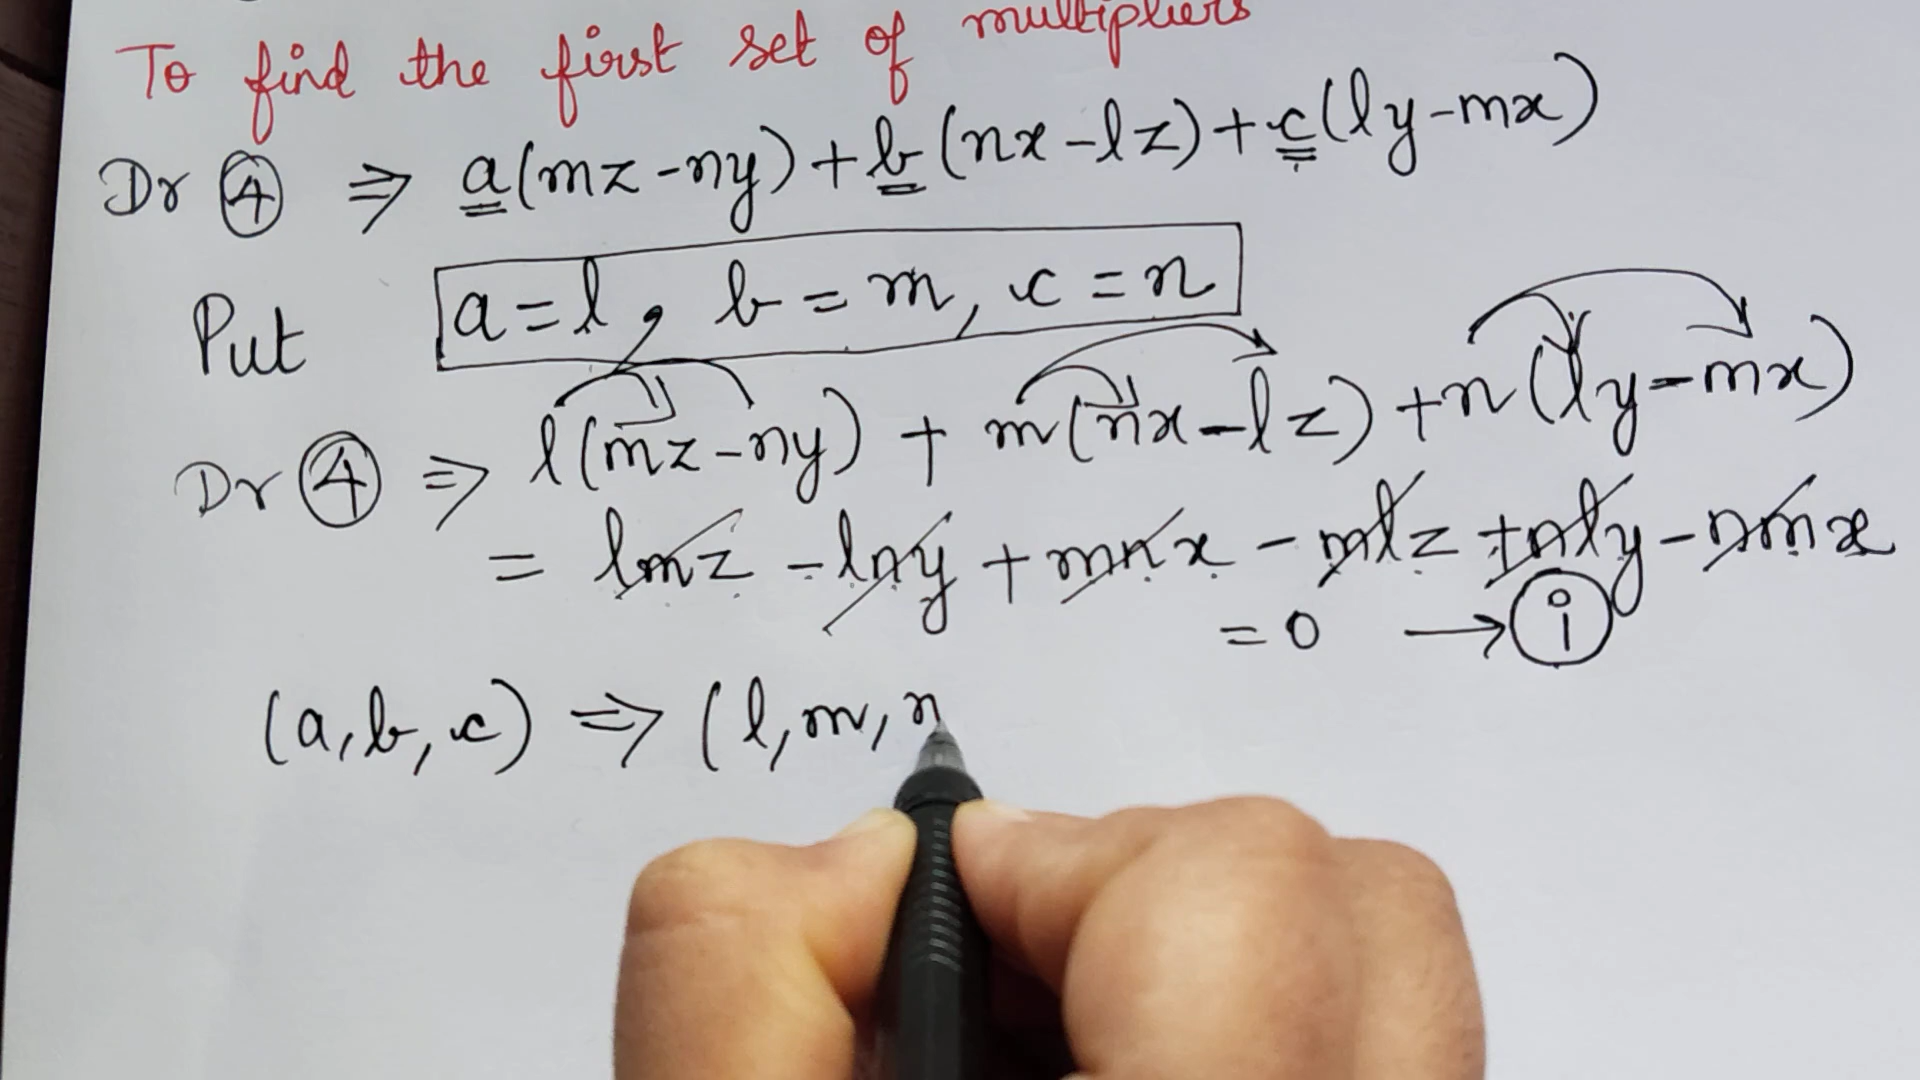 To find the first set of multipliers
Dr ④ ⇒ a(mz-ny)+b(nx-lz)+c(ly-mx)
Put a=l, b=m, c=n
Dr ④ ⇒ l(mz-ny) + m(nx-lz)+n(ly-mx)
= lmz -lny + mnx - mlz +nly - nmx
=0 → ⓘ
(a,b,c) ⇒ (l,m,n